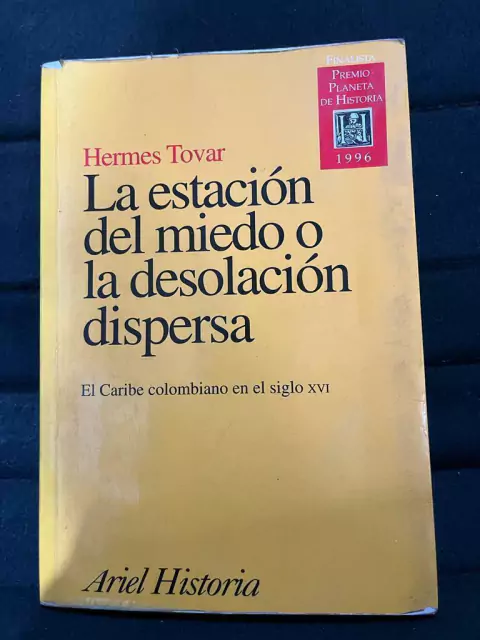 FINALISTA
PREMIO
PLANETA
DE HISTORIA
H
1996
Hermes Tovar
La estación
del miedo o
la desolación
dispersa
El Caribe colombiano en el siglo XVI
Ariel Historia